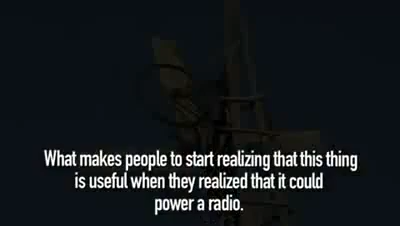 What makes people to start realizing that this thing
is useful when they realized that it could
power a radio.